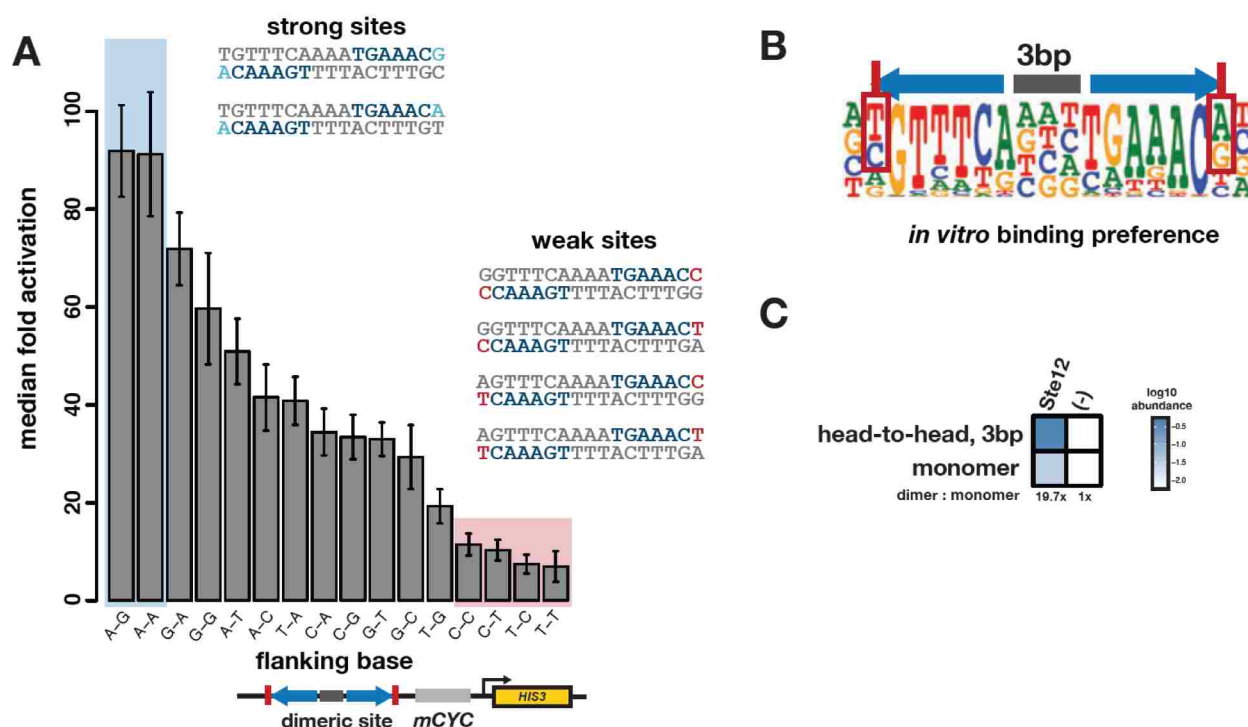 A
strong sites
TGTTTCAAAATGAAACG
ACAAAGTTTTACTTTGC
TGTTTCAAAATGAAACA
ACAAAGTTTTACTTTGT
weak sites
GGTTTCAAAATGAAACC
CCAAAGTTTTACTTTGG
GGTTTCAAAATGAAACT
CCAAAGTTTTACTTTGA
AGTTTCAAAATGAAACC
TCAAAGTTTTACTTTGG
AGTTTCAAAATGAAACT
TCAAAGTTTTACTTTGA
median fold activation
100
80
60
40
20
0
A–G A–A G–A G–G A–T A–C T–A C–A C–G G–T G–C T–G C–C C–T T–C T–T
flanking base
HIS3
dimeric site mCYC
B
3bp
in vitro binding preference
C
Ste12 (-)
head-to-head, 3bp
monomer
dimer : monomer 19.7x 1x
log10
abundance
-0.5
-1.0
-1.5
-2.0